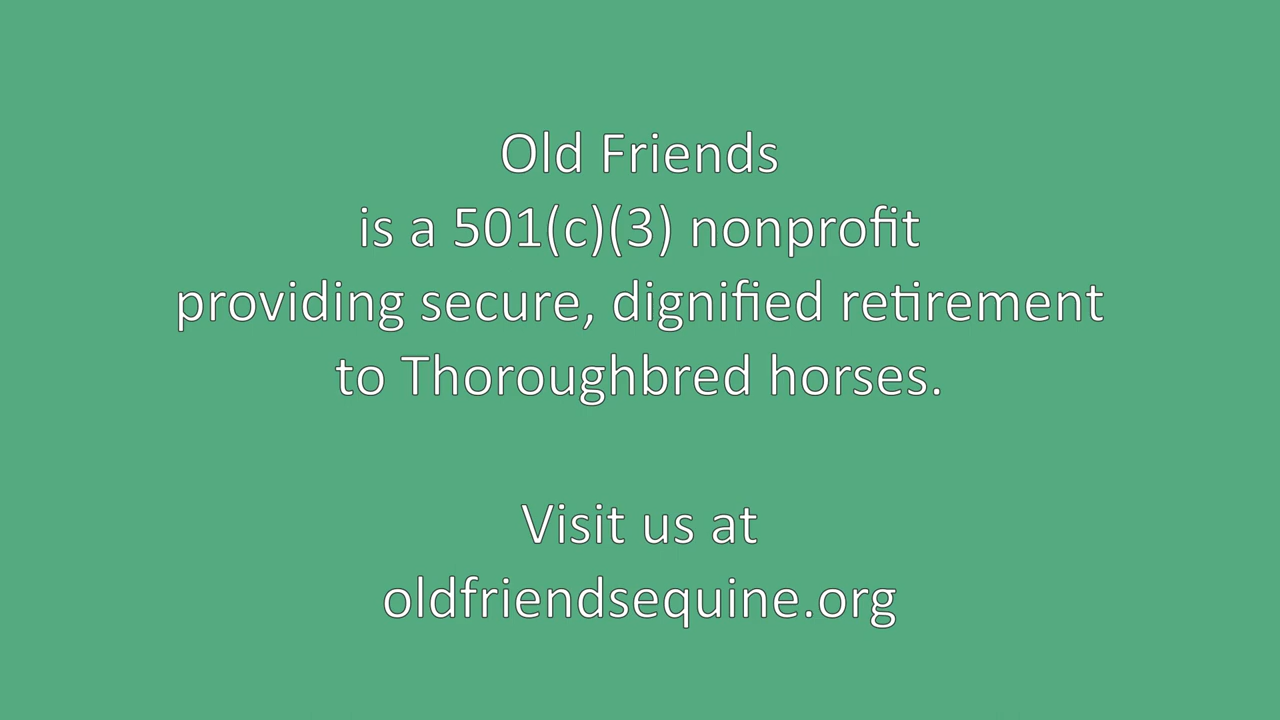 Old Friends
is a 501(c)(3) nonprofit
providing secure, dignified retirement
to Thoroughbred horses.
Visit us at
oldfriendsequine.org